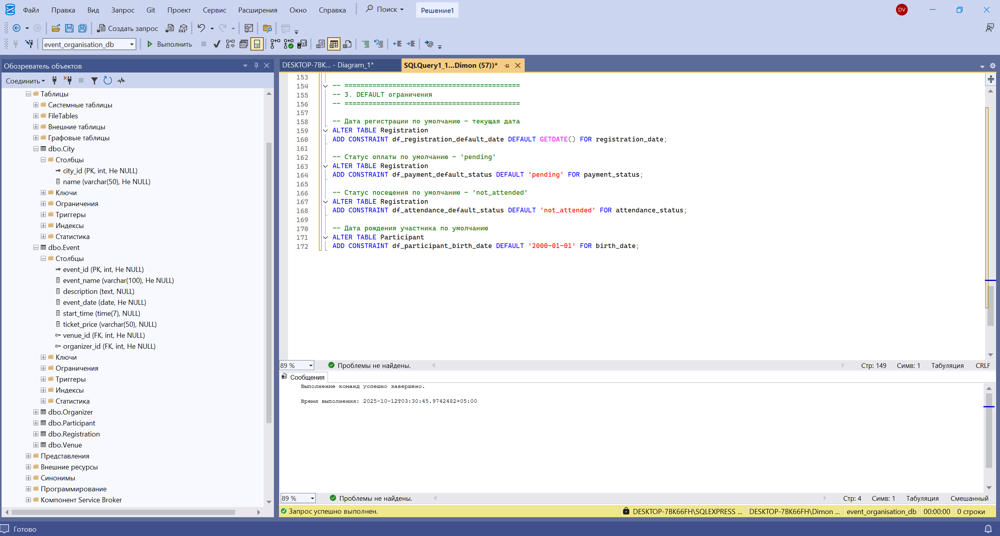 Файл Правка Вид Запрос Git Проект Сервис Расширения Окно Справка Поиск Решение1 DV
Создать запрос DAX
event_organisation_db Выполнить
Обозреватель объектов
Соединить
Таблицы
Системные таблицы
FileTables
Внешние таблицы
Графовые таблицы
dbo.City
Столбцы
city_id (PK, int, Не NULL)
name (varchar(50), Не NULL)
Ключи
Ограничения
Триггеры
Индексы
Статистика
dbo.Event
Столбцы
event_id (PK, int, Не NULL)
event_name (varchar(100), Не NULL)
description (text, NULL)
event_date (date, Не NULL)
start_time (time(7), NULL)
ticket_price (varchar(50), NULL)
venue_id (FK, int, Не NULL)
organizer_id (FK, int, Не NULL)
Ключи
Ограничения
Триггеры
Индексы
Статистика
dbo.Organizer
dbo.Participant
dbo.Registration
dbo.Venue
Представления
Внешние ресурсы
Синонимы
Программирование
Компонент Service Broker
DESKTOP-7BK... - Diagram_1* SQLQuery1_1...Dimon (57))*
153
154 -- ============================================
155 -- 3. DEFAULT ограничения
156 -- ============================================
157
158 -- Дата регистрации по умолчанию - текущая дата
159 ALTER TABLE Registration
160 ADD CONSTRAINT df_registration_default_date DEFAULT GETDATE() FOR registration_date;
161
162 -- Статус оплаты по умолчанию - 'pending'
163 ALTER TABLE Registration
164 ADD CONSTRAINT df_payment_default_status DEFAULT 'pending' FOR payment_status;
165
166 -- Статус посещения по умолчанию - 'not_attended'
167 ALTER TABLE Registration
168 ADD CONSTRAINT df_attendance_default_status DEFAULT 'not_attended' FOR attendance_status;
169
170 -- Дата рождения участника по умолчанию
171 ALTER TABLE Participant
172 ADD CONSTRAINT df_participant_birth_date DEFAULT '2000-01-01' FOR birth_date;
89 % Проблемы не найдены. Стр: 149 Симв: 1 Табуляция CRLF
Сообщения
Выполнение команд успешно завершено.
Время выполнения: 2025-10-12T03:30:45.9742482+05:00
89 % Проблемы не найдены. Стр: 4 Симв: 1 Табуляция Смешанный
Запрос успешно выполнен. DESKTOP-7BK66FH\SQLEXPRESS ... DESKTOP-7BK66FH\Dimon ... event_organisation_db 00:00:00 0 строки
Готово